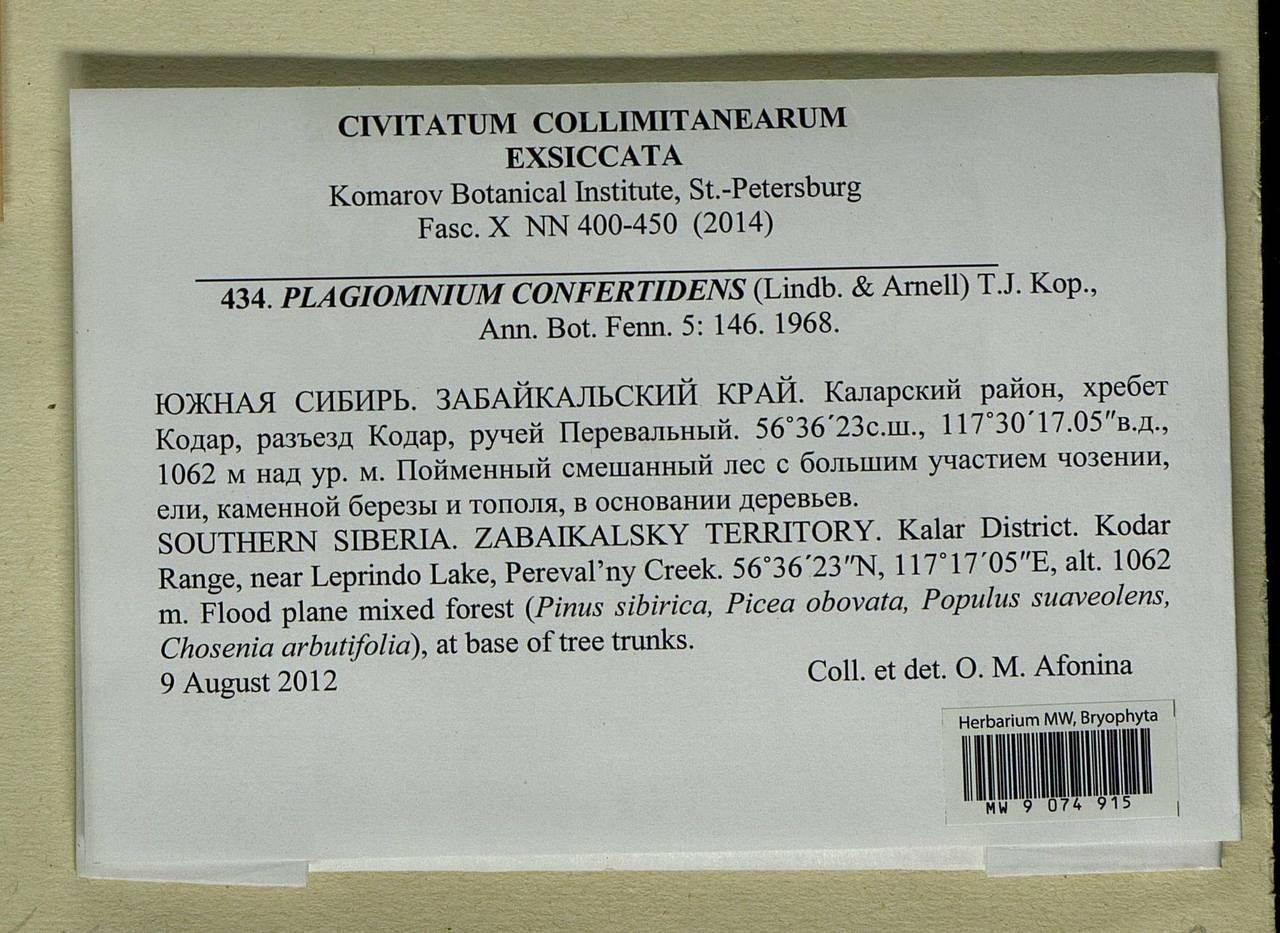 CIVITATUM COLLIMITANEARUM
EXSICCATA
Komarov Botanical Institute, St.-Petersburg
Fasc. X NN 400-450 (2014)
434. PLAGIOMNIUM CONFERTIDENS (Lindb. & Arnell) T.J. Kop.,
Ann. Bot. Fenn. 5: 146. 1968.
ЮЖНАЯ СИБИРЬ. ЗАБАЙКАЛЬСКИЙ КРАЙ. Каларский район, хребет
Кодар, разъезд Кодар, ручей Перевальный. 56°36´23с.ш., 117°30´17.05"в.д.,
1062 м над ур. м. Пойменный смешанный лес с большим участием чозении,
ели, каменной березы и тополя, в основании деревьев.
SOUTHERN SIBERIA. ZABAIKALSKY TERRITORY. Kalar District. Kodar
Range, near Leprindo Lake, Pereval’ny Creek. 56°36´23"N, 117°17´05"E, alt. 1062
m. Flood plane mixed forest (Pinus sibirica, Picea obovata, Populus suaveolens,
Chosenia arbutifolia), at base of tree trunks.
9 August 2012 Coll. et det. O. M. Afonina
Herbarium MW, Bryophyta
MW 9 074 915